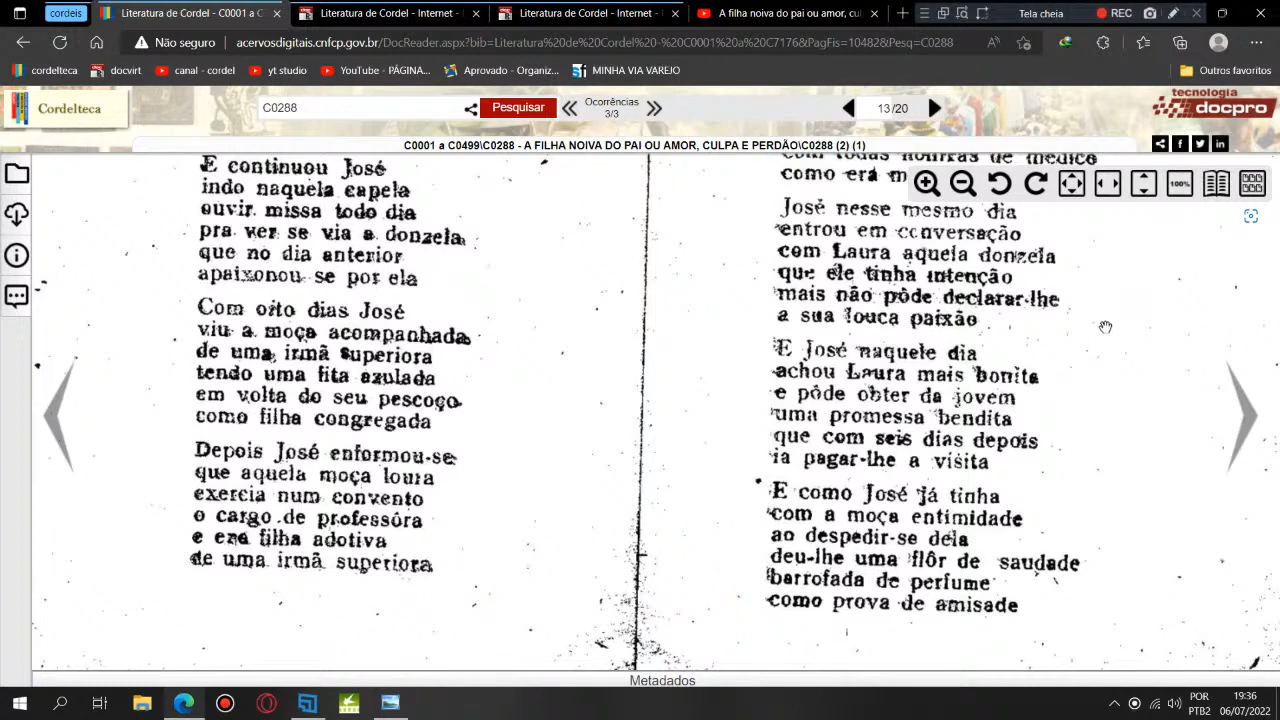 cordeis
Literatura de Cordel - C0001 a C
Literatura de Cordel - Internet -
Literatura de Cordel - Internet -
A filha noiva do pai ou amor, cul
Tela cheia
REC
Não seguro
acervosdigitais.cnfcp.gov.br/DocReader.aspx?bib=Literatura%20de%20Cordel%20-%20C0001%20a%20C7176&PagFis=10482&Pesq=C0288
cordelteca
docvirt
canal - cordel
yt studio
YouTube - PÁGINA...
Aprovado - Organiz...
MINHA VIA VAREJO
Outros favoritos
Cordelteca
C0288
Pesquisar
Ocorrências
3/3
13/20
tecnologia
docpro
C0001 a C0499\C0288 - A FILHA NOIVA DO PAI OU AMOR, CULPA E PERDÃO\C0288 (2) (1)
100%
E continuou José
indo naquela capela
ouvir missa todo dia
pra ver se via a donzela
que no dia anterior
apaixonou-se por ela
Com oito dias José
viu a moça acompanhada
de uma irmã superiora
tendo uma fita azulada
em volta do seu pescoço
como filha congregada
Depois José enformou-se
que aquela moça loura
exercia num convento
o cargo de professôra
e era filha adotiva
de uma irmã superiora
com todas honrras de médico
como era m
José nesse mesmo dia
entrou em conversação
com Laura aquela donzela
que ele tinha intenção
mais não pôde declarar-lhe
a sua louca paixão
E José naquele dia
achou Laura mais bonita
e pôde obter da jovem
uma promessa bendita
que com seis dias depois
ia pagar-lhe a visita
E como José já tinha
com a moça entimidade
ao despedir-se dela
deu-lhe uma flôr de saudade
barrofada de perfume
como prova de amisade
Metadados
POR
PTB2
19:36
06/07/2022